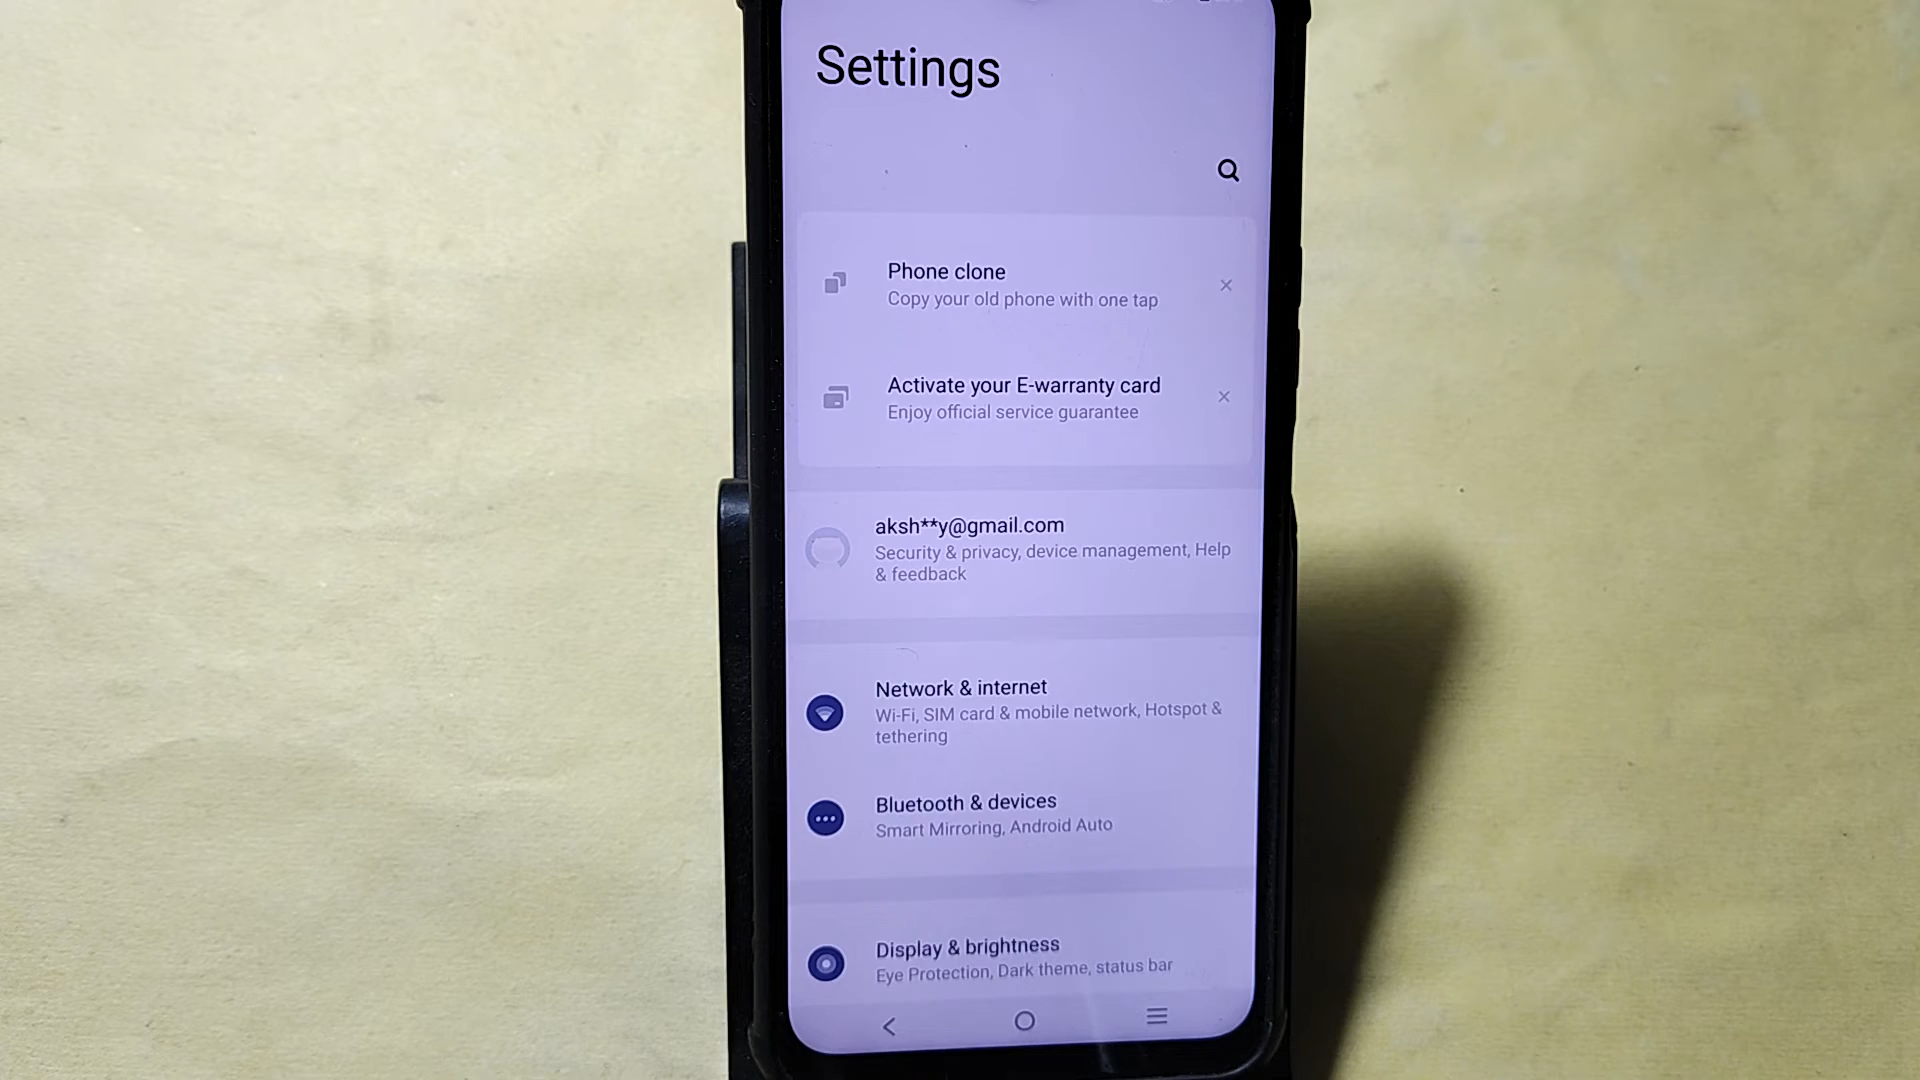 Settings
Phone clone
Copy your old phone with one tap
Activate your E-warranty card
Enjoy official service guarantee
aksh**y@gmail.com
Security & privacy, device management, Help
& feedback
Network & internet
Wi-Fi, SIM card & mobile network, Hotspot &
tethering
Bluetooth & devices
Smart Mirroring, Android Auto
Display & brightness
Eye Protection, Dark theme, status bar